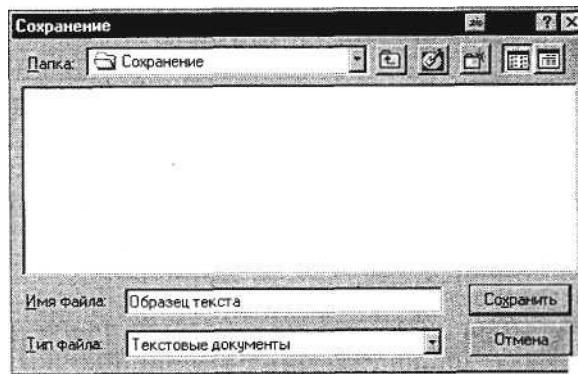 Сохранение
Папка: Сохранение
Имя файла: Образец текста Сохранить
Тип файла: Текстовые документы Отмена